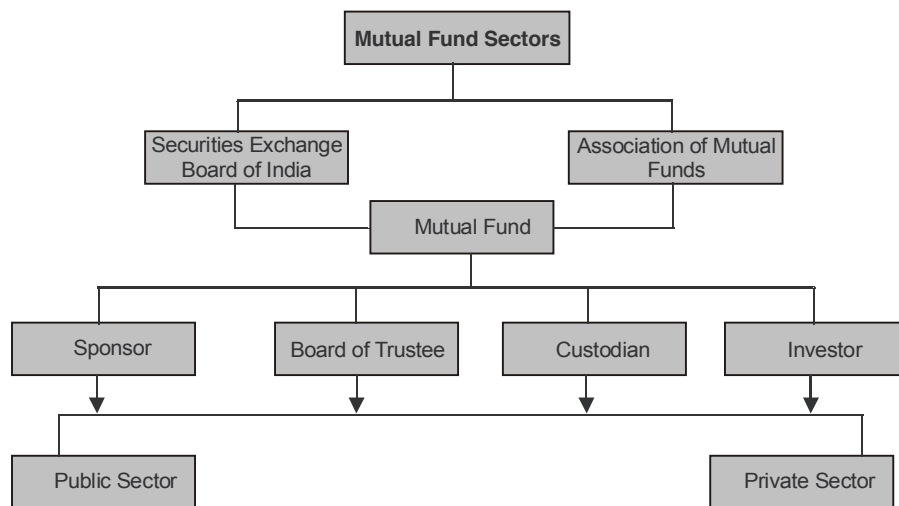 Mutual Fund Sectors
Securities Exchange
Board of India
Association of Mutual
Funds
Mutual Fund
Sponsor
Board of Trustee
Custodian
Investor
Public Sector
Private Sector